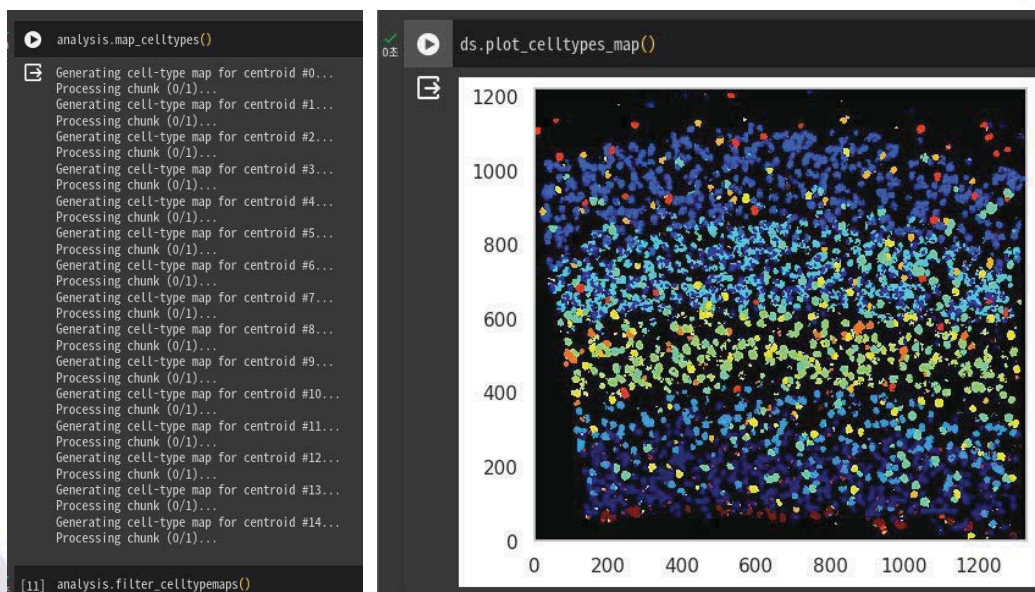 analysis.map_celltypes()
Generating cell-type map for centroid #0...
Processing chunk (0/1)...
Generating cell-type map for centroid #1...
Processing chunk (0/1)...
Generating cell-type map for centroid #2...
Processing chunk (0/1)...
Generating cell-type map for centroid #3...
Processing chunk (0/1)...
Generating cell-type map for centroid #4...
Processing chunk (0/1)...
Generating cell-type map for centroid #5...
Processing chunk (0/1)...
Generating cell-type map for centroid #6...
Processing chunk (0/1)...
Generating cell-type map for centroid #7...
Processing chunk (0/1)...
Generating cell-type map for centroid #8...
Processing chunk (0/1)...
Generating cell-type map for centroid #9...
Processing chunk (0/1)...
Generating cell-type map for centroid #10...
Processing chunk (0/1)...
Generating cell-type map for centroid #11...
Processing chunk (0/1)...
Generating cell-type map for centroid #12...
Processing chunk (0/1)...
Generating cell-type map for centroid #13...
Processing chunk (0/1)...
Generating cell-type map for centroid #14...
Processing chunk (0/1)...
[11] analysis.filter_celltypemaps()
0초 ds.plot_celltypes_map()
1200
1000
800
600
400
200
0
0 200 400 600 800 1000 1200